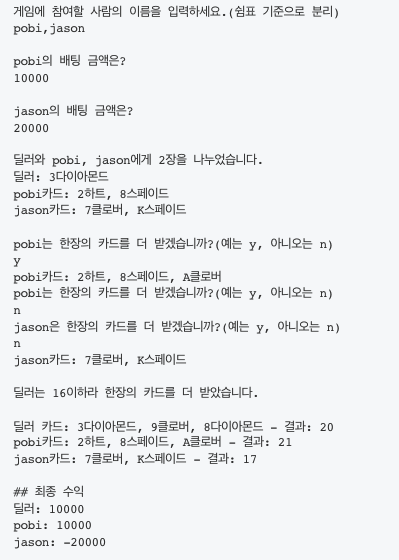 게임에 참여할 사람의 이름을 입력하세요.(쉼표 기준으로 분리)
pobi,jason
pobi의 배팅 금액은?
10000
jason의 배팅 금액은?
20000
딜러와 pobi, jason에게 2장을 나누었습니다.
딜러: 3다이아몬드
pobi카드: 2하트, 8스페이드
jason카드: 7클로버, K스페이드
pobi는 한장의 카드를 더 받겠습니까?(예는 y, 아니오는 n)
y
pobi카드: 2하트, 8스페이드, A클로버
pobi는 한장의 카드를 더 받겠습니까?(예는 y, 아니오는 n)
n
jason은 한장의 카드를 더 받겠습니까?(예는 y, 아니오는 n)
n
jason카드: 7클로버, K스페이드
딜러는 16이하라 한장의 카드를 더 받았습니다.
딜러 카드: 3다이아몬드, 9클로버, 8다이아몬드 - 결과: 20
pobi카드: 2하트, 8스페이드, A클로버 - 결과: 21
jason카드: 7클로버, K스페이드 - 결과: 17
## 최종 수익
딜러: 10000
pobi: 10000
jason: -20000